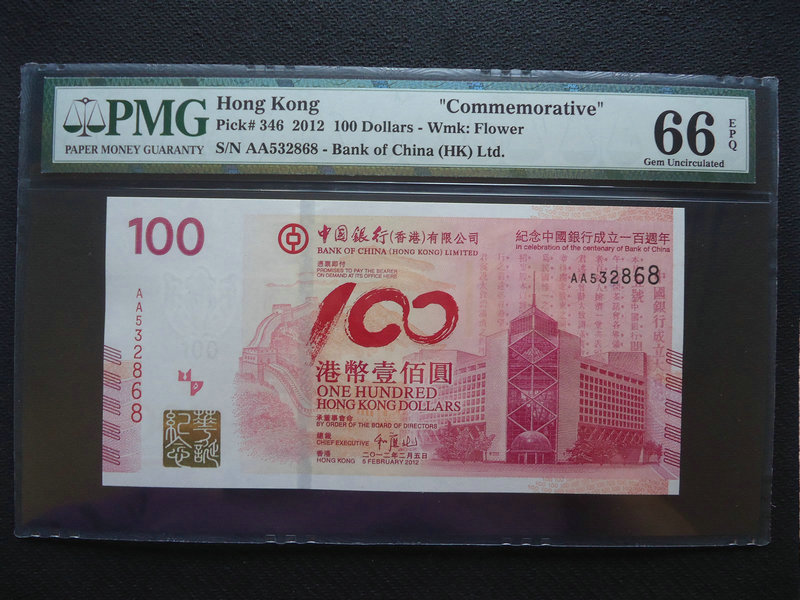 PMG
PAPER MONEY GUARANTY
Hong Kong "Commemorative"
Pick# 346 2012 100 Dollars - Wmk: Flower
S/N AA532868 - Bank of China (HK) Ltd.
66
EPQ
Gem Uncirculated
100
中國銀行(香港)有限公司
BANK OF CHINA (HONG KONG) LIMITED
紀念中國銀行成立一百週年
In celebration of the centenary of Bank of China
憑票即付
PROMISES TO PAY THE BEARER
ON DEMAND AT ITS OFFICE HERE
AA532868
AA532868
100
港幣壹佰圓
ONE HUNDRED
HONG KONG DOLLARS
承董事會命
BY ORDER OF THE BOARD OF DIRECTORS
總裁
CHIEF EXECUTIVE
香港
二〇一二年二月五日
HONG KONG 5 FEBRUARY 2012
華誕
紀念